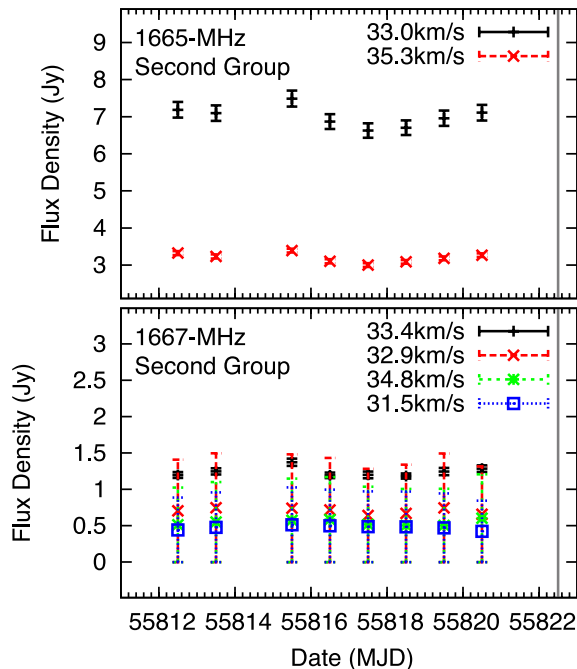 9
8
7
6
5
4
3
Flux Density (Jy)
1665-MHz
Second Group
33.0km/s
35.3km/s
3
2.5
2
1.5
1
0.5
0
Flux Density (Jy)
1667-MHz
Second Group
33.4km/s
32.9km/s
34.8km/s
31.5km/s
55812 55814 55816 55818 55820 55822
Date (MJD)